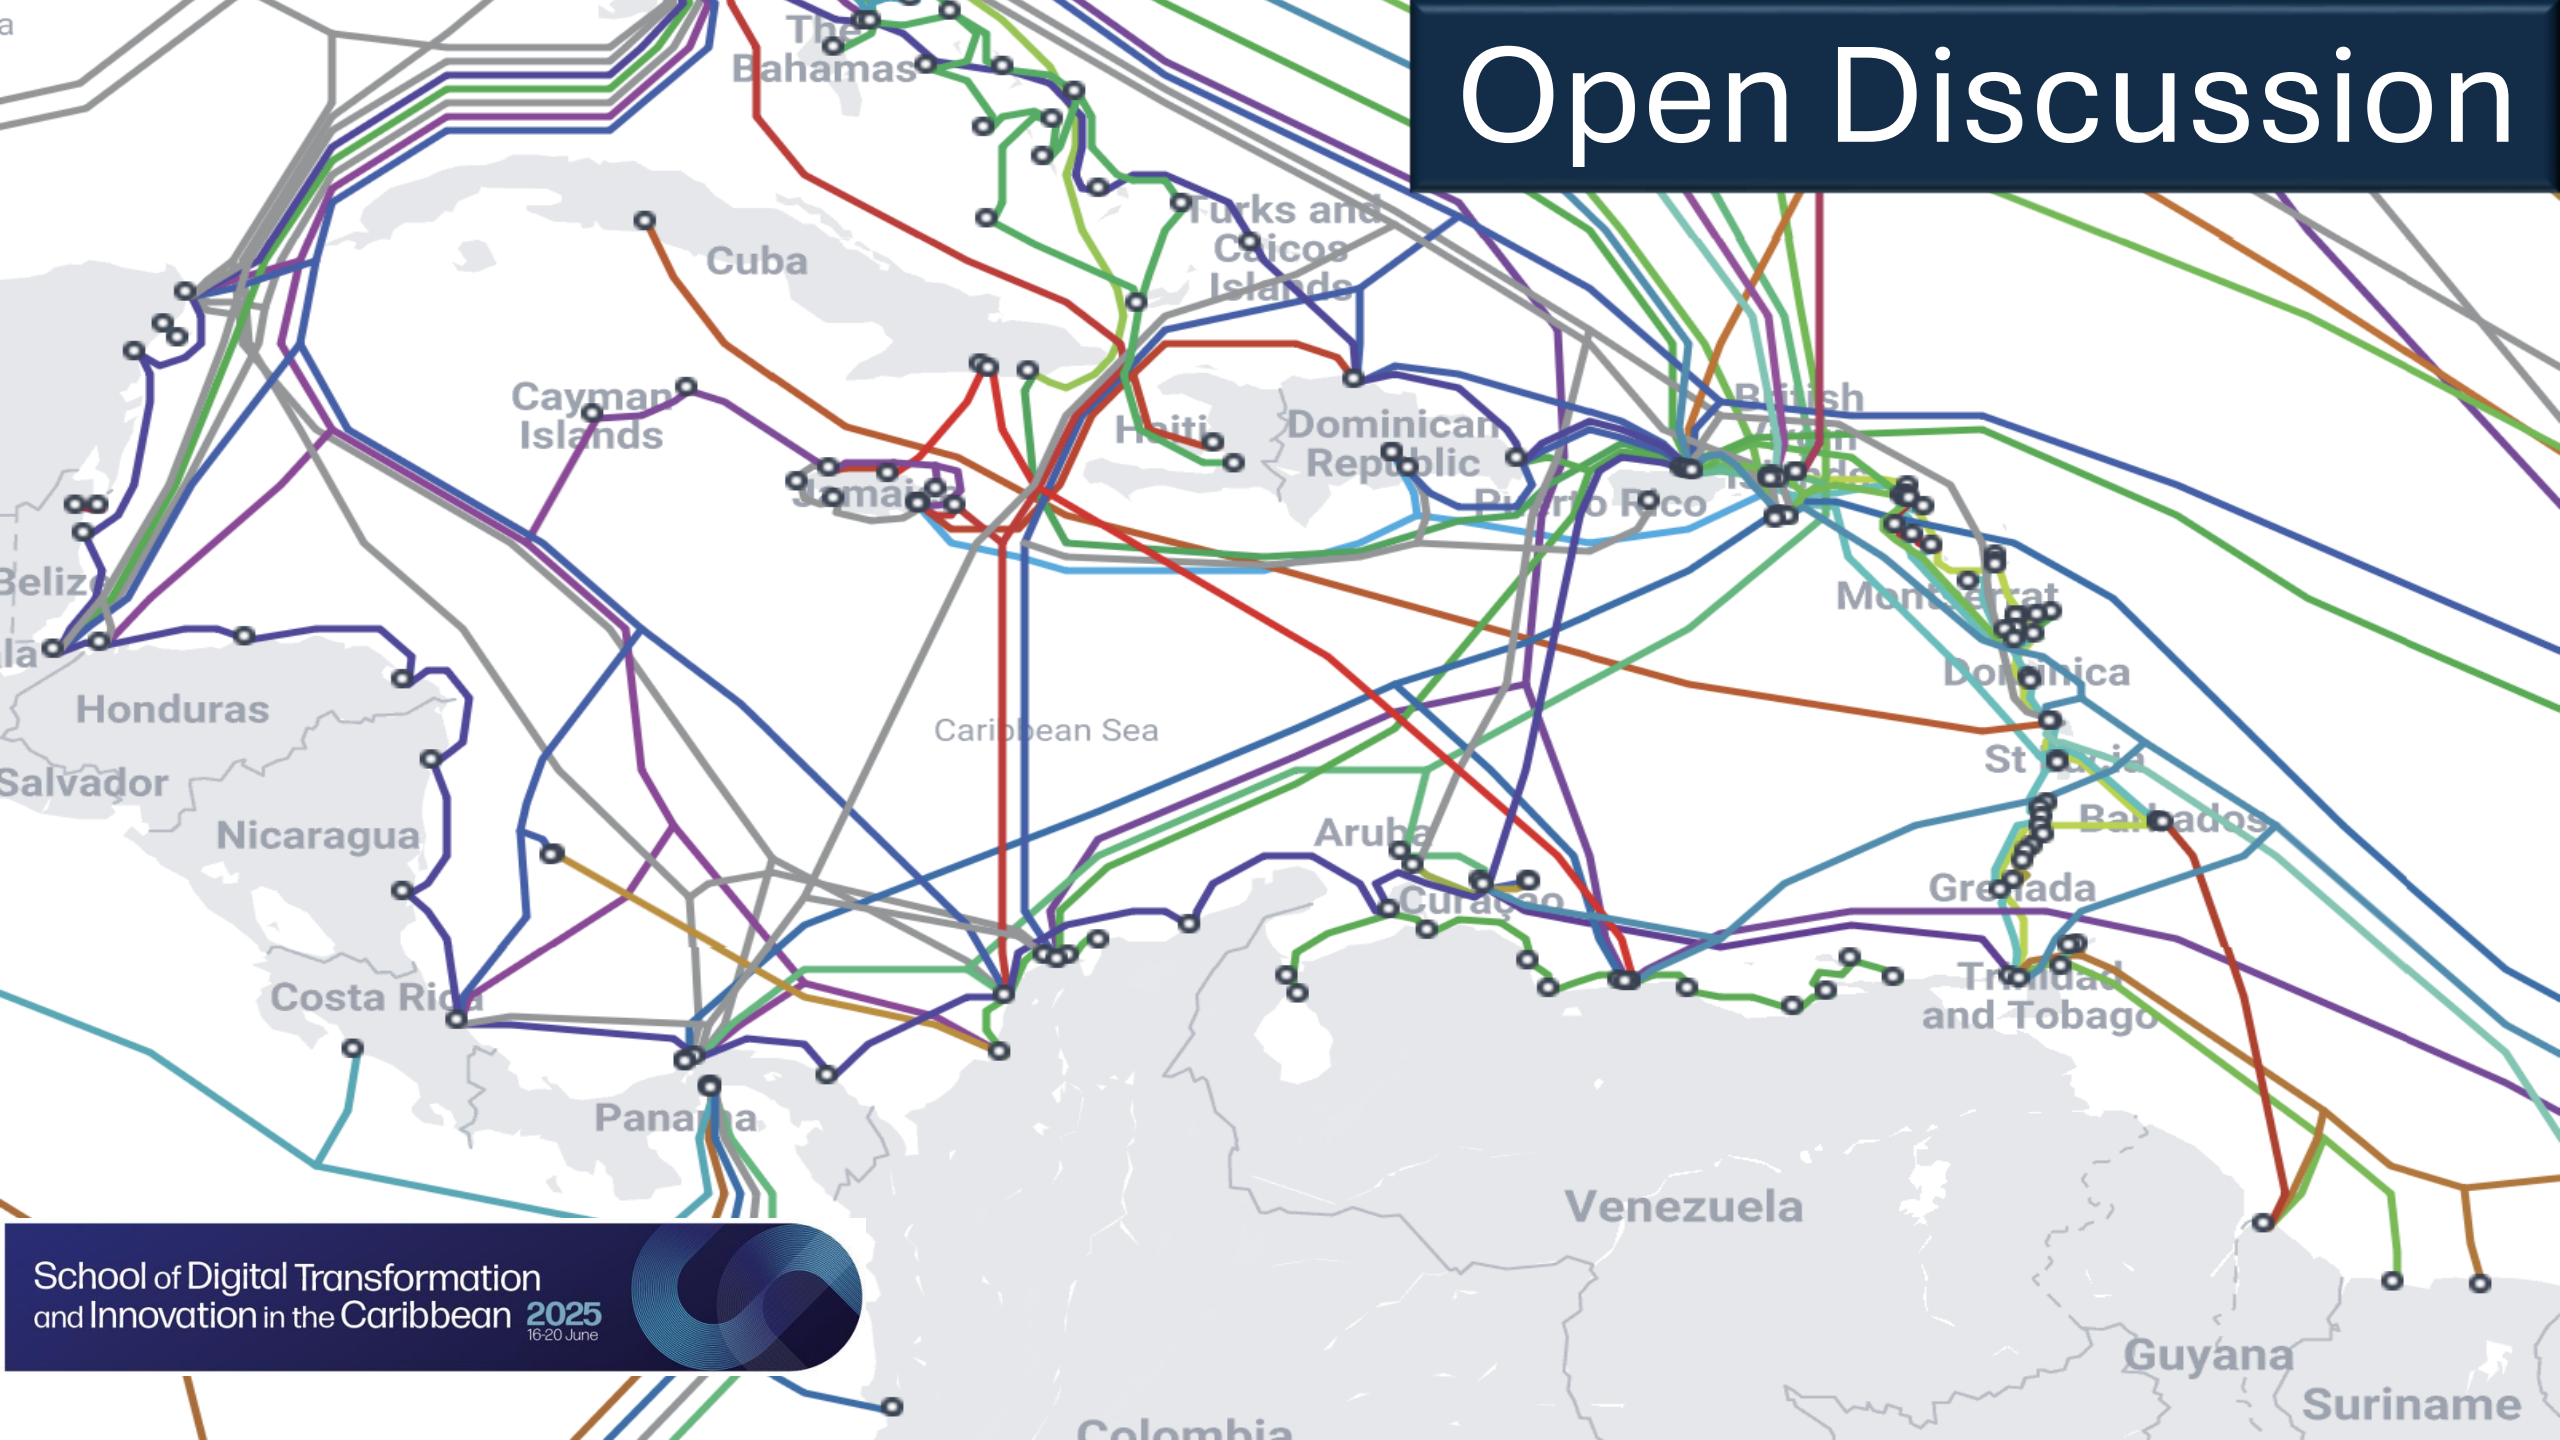 Open Discussion
The
Bahamas
Turks and
Caicos
Islands
Cuba
Cayman
Islands
Haiti
Dominican
Republic
British
Jamaica
Puerto Rico
Belize
Montserrat
Dominica
Honduras
Caribbean Sea
St Lucia
Salvador
Nicaragua
Aruba
Barbados
Curaçao
Grenada
Costa Rica
Trinidad
and Tobago
Panama
Venezuela
School of Digital Transformation
and Innovation in the Caribbean 2025
16-20 June
Guyana
Suriname
Colombia